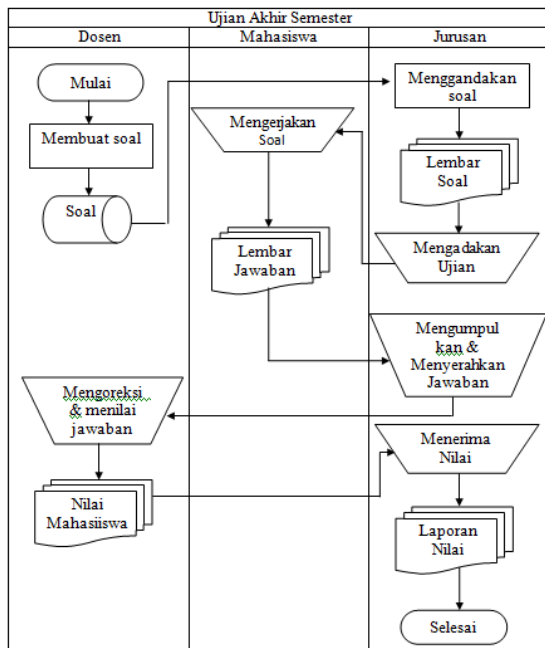 Ujian Akhir Semester
Dosen
Mahasiswa
Jurusan
Mulai
Membuat soal
Soal
Menggandakan
soal
Lembar
Soal
Mengadakan
Ujian
Mengerjakan
Soal
Lembar
Jawaban
Mengumpul
kan &
Menyerahkan
Jawaban
Mengoreksi
& menilai
jawaban
Nilai
Mahasiiswa
Menerima
Nilai
Laporan
Nilai
Selesai